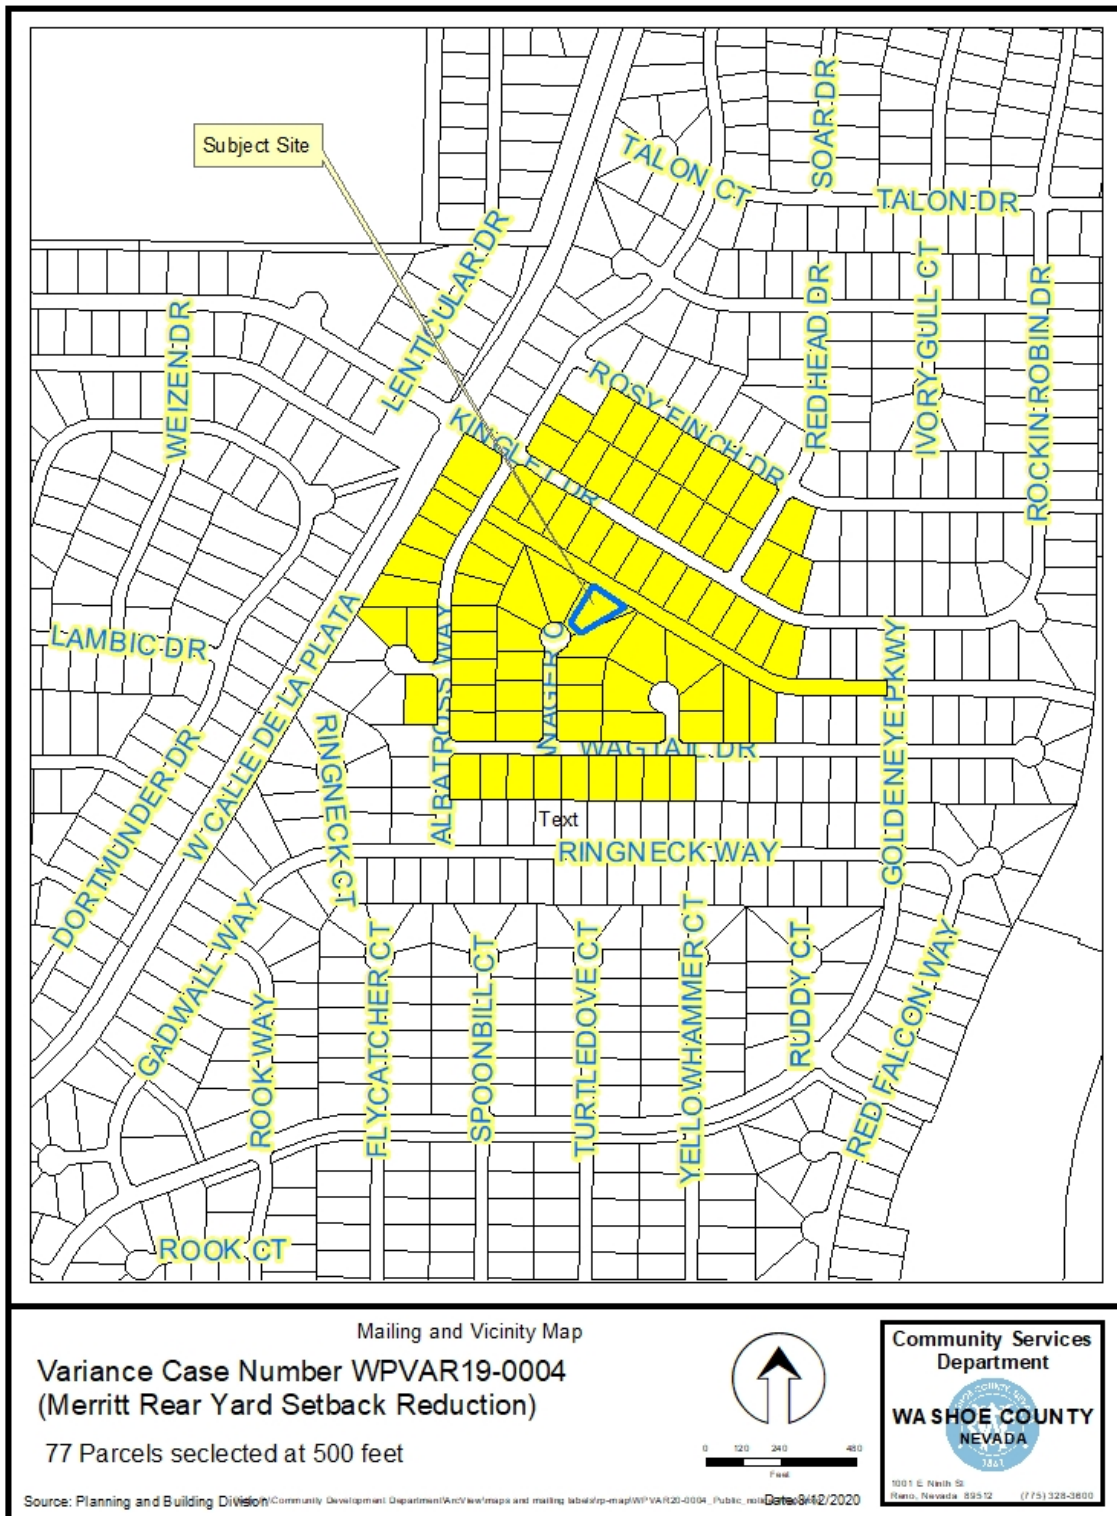 Subject Site
SOAR DR
TALON CT
TALON DR
LENTICULAR DR
REDHEAD DR
IVORY GULL CT
ROCKIN ROBIN DR
WEIZEN DR
ROSY FINCH DR
KINGLET DR
LAMBIC DR
W CALLE DE LA PLATA
ALBATROSS WAY
GOLDENEYE PKWY
WAGTAIL DR
RINGNECK CT
DORTMUNDER DR
Text
RINGNECK WAY
GADWALL WAY
ROOK WAY
FLYCATCHER CT
SPOONBILL CT
TURTLEDOVE CT
YELLOWHAMMER CT
RUDDY CT
RED FALCON WAY
ROOK CT
Mailing and Vicinity Map
Variance Case Number WPVAR19-0004
(Merritt Rear Yard Setback Reduction)
77 Parcels seclected at 500 feet
0 120 240 480
Feet
Community Services
Department
WASHOE COUNTY
NEVADA
1861
1001 E Ninth St.
Reno, Nevada 89512 (775) 328-3600
Source: Planning and Building Division
Date: 8/12/2020